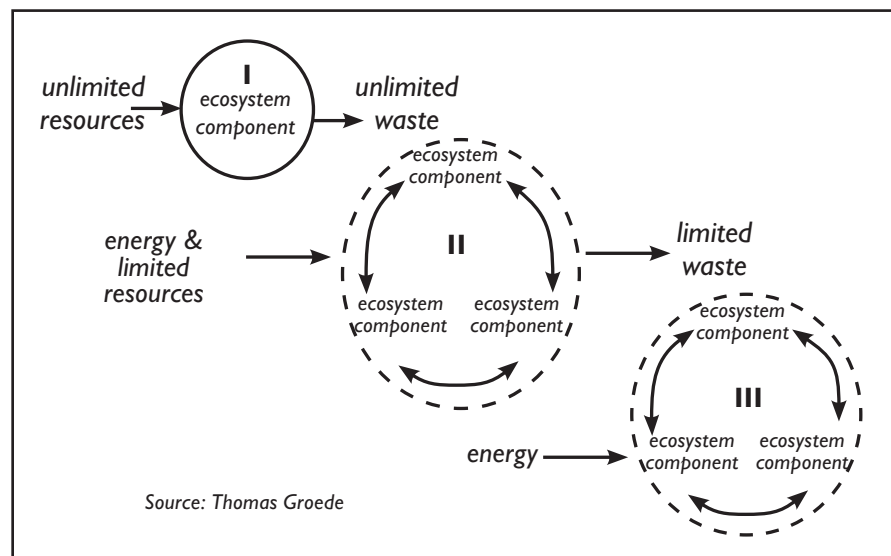 unlimited
resources
I
ecosystem
component
unlimited
waste
energy &
limited
resources
ecosystem
component
II
ecosystem
component
ecosystem
component
limited
waste
energy
ecosystem
component
III
ecosystem
component
ecosystem
component
Source: Thomas Groede